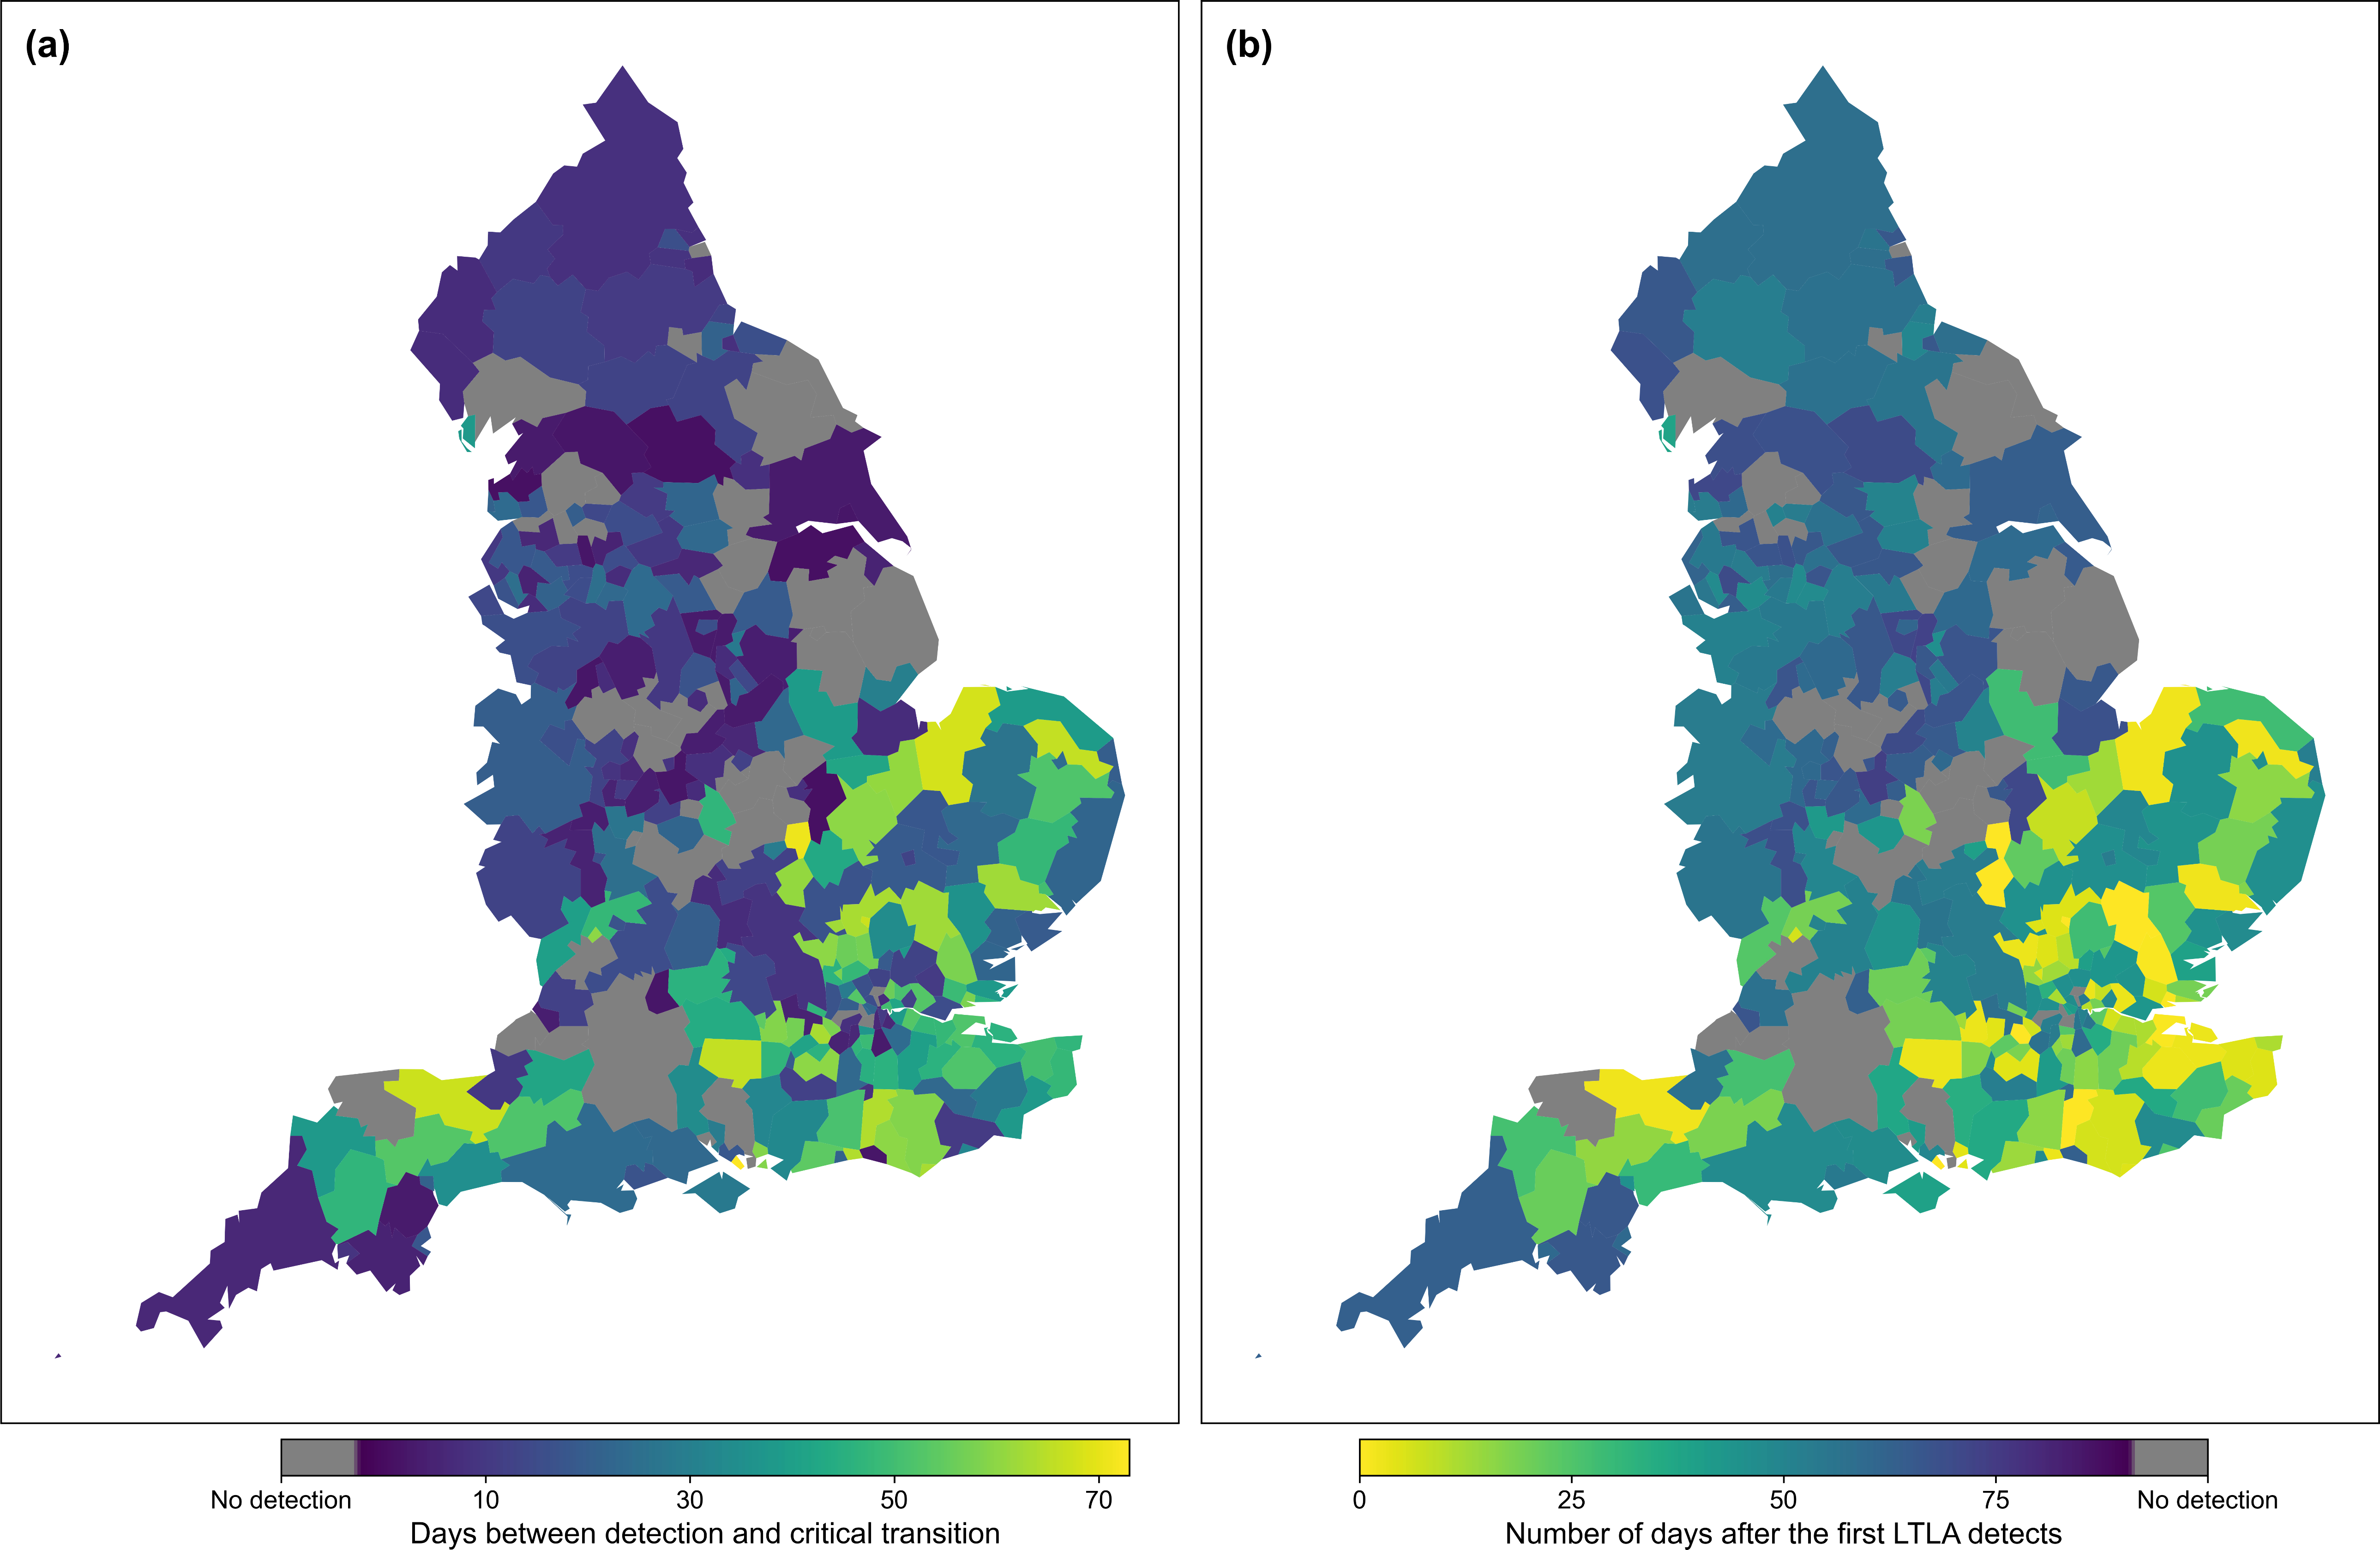 (a)
(b)
No detection 10 30 50 70
Days between detection and critical transition
0 25 50 75 No detection
Number of days after the first LTLA detects